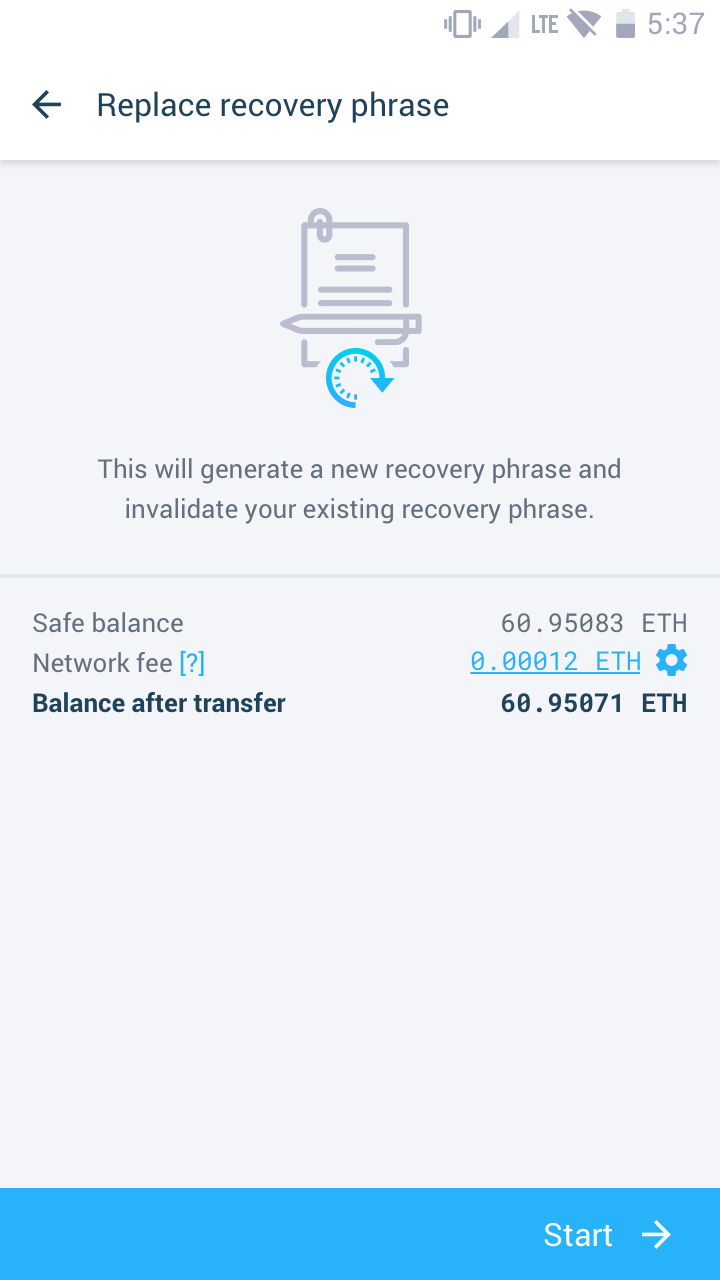 LTE 5:37
Replace recovery phrase
This will generate a new recovery phrase and
invalidate your existing recovery phrase.
Safe balance 60.95083 ETH
Network fee [?] 0.00012 ETH
Balance after transfer 60.95071 ETH
Start